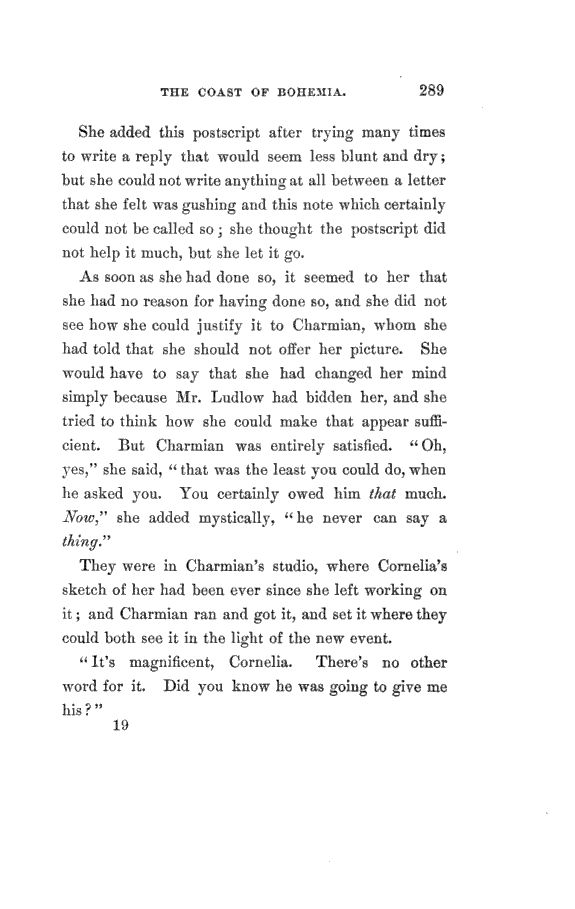 THE COAST OF BOHEMIA. 289
She added this postscript after trying many times
to write a reply that would seem less blunt and dry;
but she could not write anything at all between a letter
that she felt was gushing and this note which certainly
could not be called so; she thought the postscript did
not help it much, but she let it go.
As soon as she had done so, it seemed to her that
she had no reason for having done so, and she did not
see how she could justify it to Charmian, whom she
had told that she should not offer her picture. She
would have to say that she had changed her mind
simply because Mr. Ludlow had bidden her, and she
tried to think how she could make that appear suffi-
cient. But Charmian was entirely satisfied. "Oh,
yes," she said, "that was the least you could do, when
he asked you. You certainly owed him that much.
Now," she added mystically, "he never can say a
thing."
They were in Charmian's studio, where Cornelia's
sketch of her had been ever since she left working on
it; and Charmian ran and got it, and set it where they
could both see it in the light of the new event.
"It's magnificent, Cornelia. There's no other
word for it. Did you know he was going to give me
his?"
19